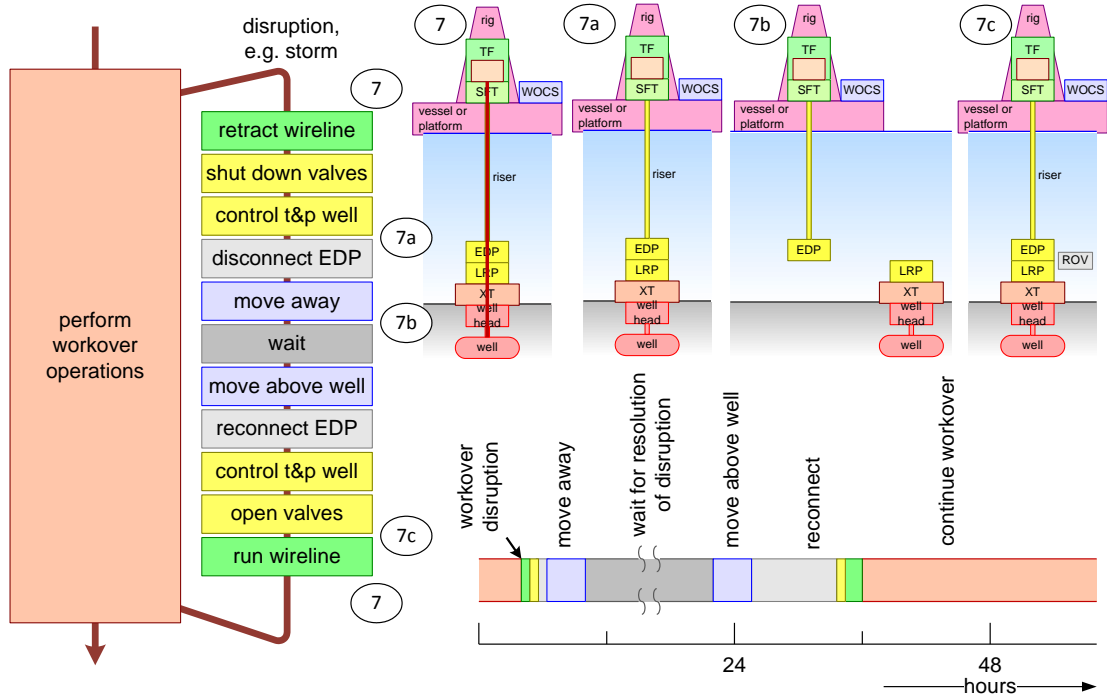 disruption,
e.g. storm
7
retract wireline
shut down valves
control t&p well
7a
disconnect EDP
move away
7b
wait
move above well
reconnect EDP
control t&p well
open valves
7c
run wireline
7
perform
workover
operations
7
rig
TF
SFT
WOCS
vessel or
platform
riser
EDP
LRP
XT
well
head
well
7a
rig
TF
SFT
WOCS
vessel or
platform
EDP
LRP
XT
well
head
well
7b
rig
TF
SFT
WOCS
vessel or
platform
EDP
LRP
XT
well
head
well
7c
rig
TF
SFT
WOCS
vessel or
platform
riser
EDP
LRP
ROV
XT
well
head
well
workover
disruption
move away
wait for resolution
of disruption
move above well
reconnect
continue workover
24
48
hours